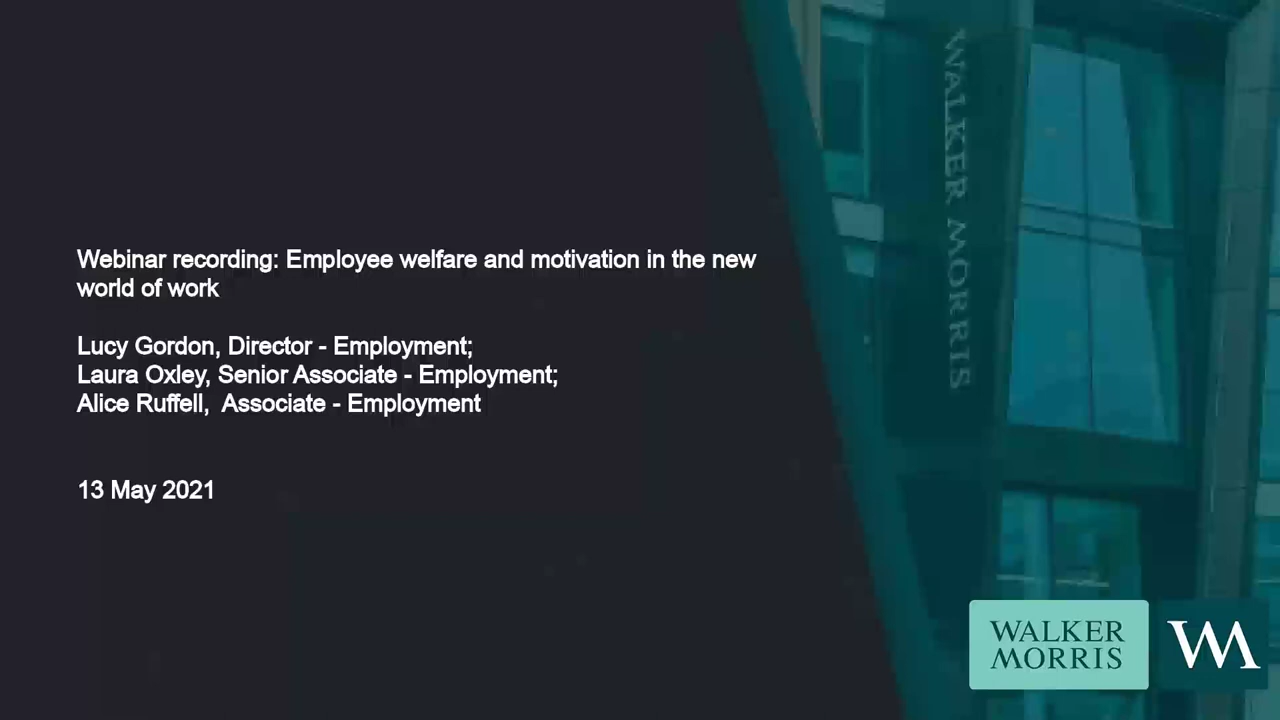 Webinar recording: Employee welfare and motivation in the new
world of work
Lucy Gordon, Director - Employment;
Laura Oxley, Senior Associate - Employment;
Alice Ruffell,  Associate - Employment
13 May 2021
WALKER MORRIS
WALKER
MORRIS
WM